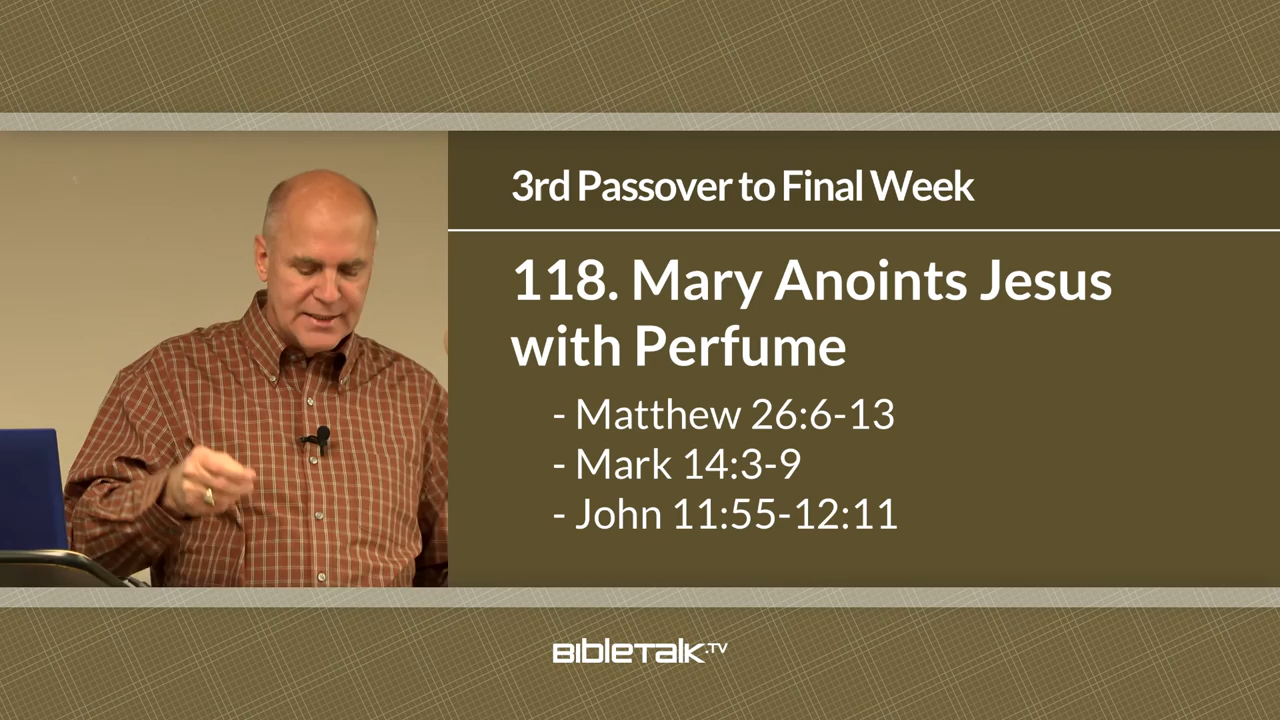 3rd Passover to Final Week
118. Mary Anoints Jesus
with Perfume
- Matthew 26:6-13
- Mark 14:3-9
- John 11:55-12:11
BIBLETALK.TV